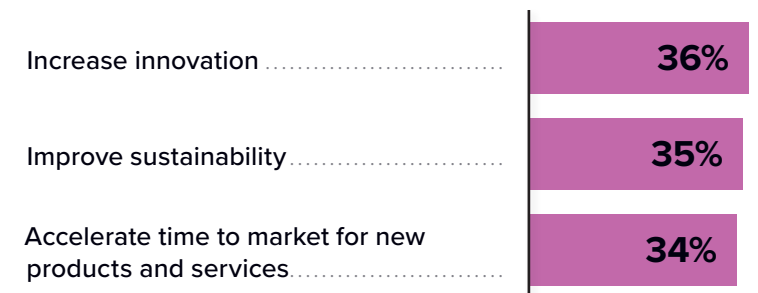 Increase innovation 36%
Improve sustainability 35%
Accelerate time to market for new
products and services 34%